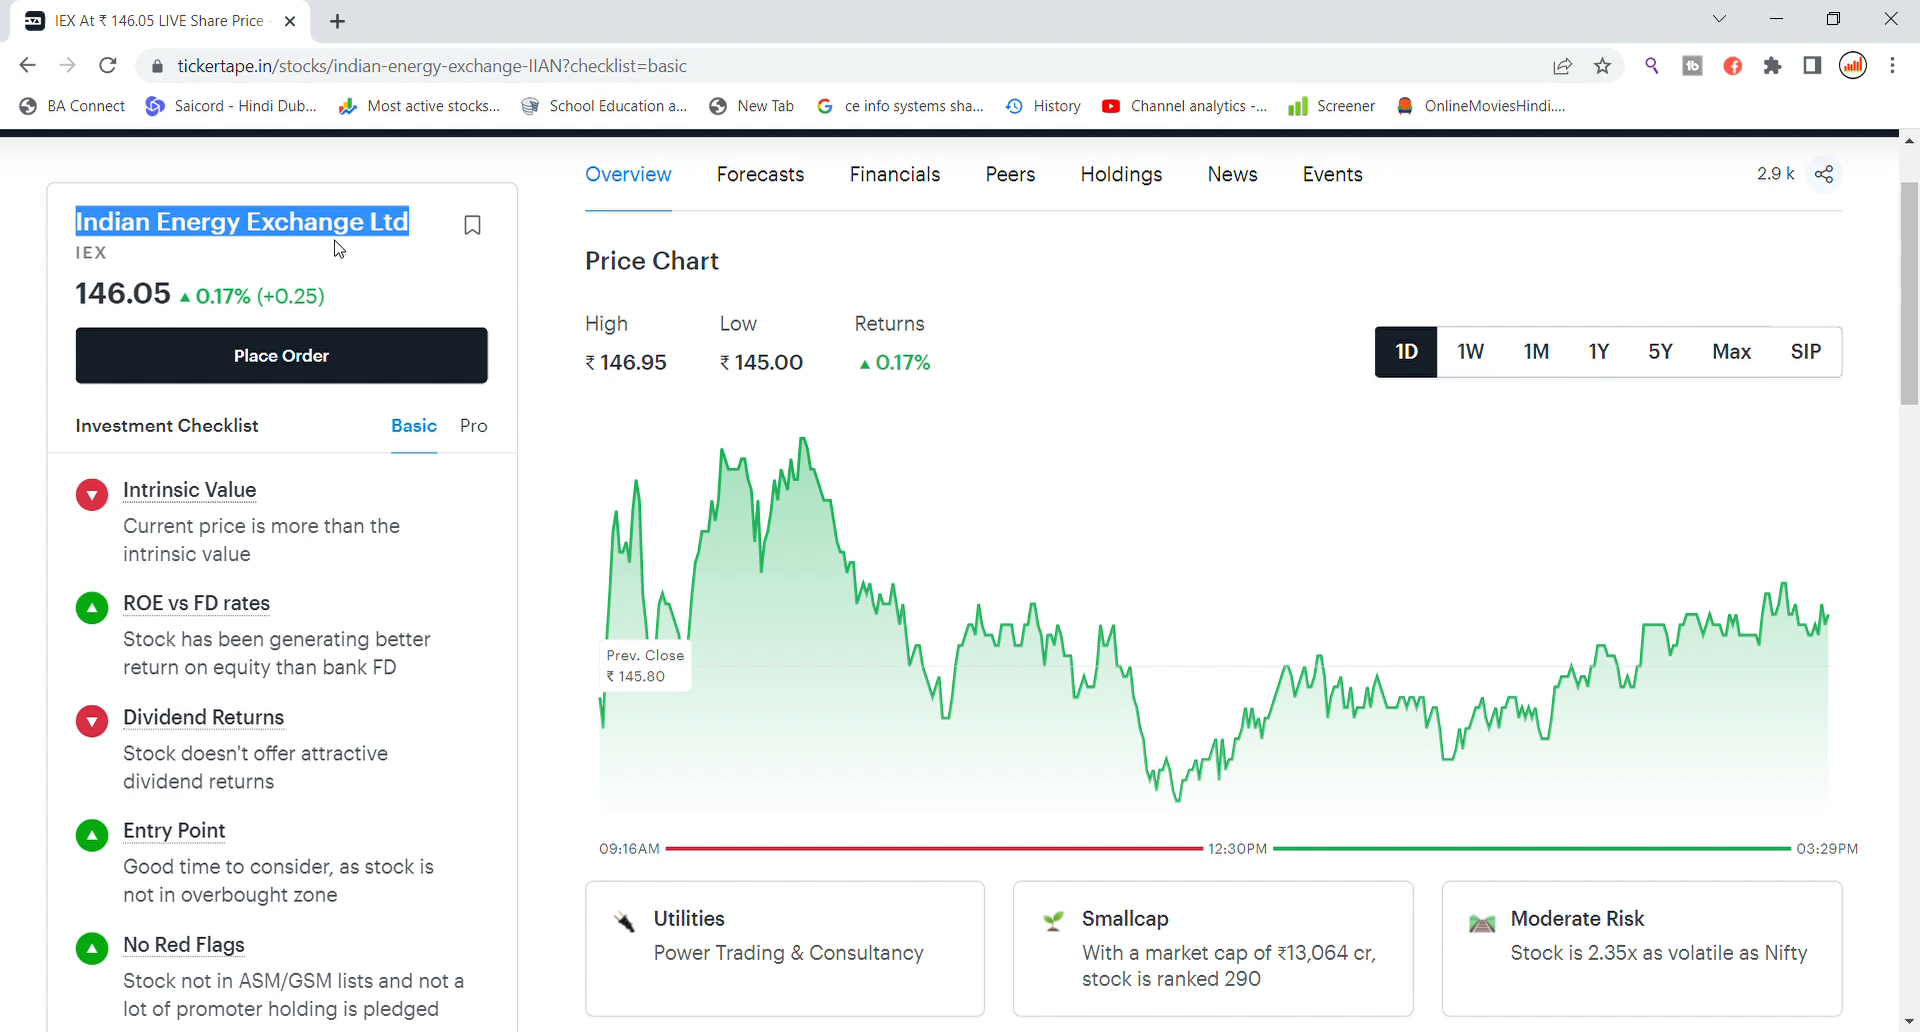 IEX At ₹ 146.05 LIVE Share Price -
tickertape.in/stocks/indian-energy-exchange-IIAN?checklist=basic
BA Connect
Saicord - Hindi Dub...
Most active stocks...
School Education a...
New Tab
ce info systems sha...
History
Channel analytics -...
Screener
OnlineMoviesHindi....
Overview
Forecasts
Financials
Peers
Holdings
News
Events
2.9 k
Indian Energy Exchange Ltd
IEX
146.05 ▲ 0.17% (+0.25)
Place Order
Investment Checklist
Basic
Pro
Intrinsic Value
Current price is more than the
intrinsic value
ROE vs FD rates
Stock has been generating better
return on equity than bank FD
Dividend Returns
Stock doesn't offer attractive
dividend returns
Entry Point
Good time to consider, as stock is
not in overbought zone
No Red Flags
Stock not in ASM/GSM lists and not a
lot of promoter holding is pledged
Price Chart
High
Low
Returns
₹ 146.95
₹ 145.00
▲ 0.17%
1D
1W
1M
1Y
5Y
Max
SIP
Prev. Close
₹ 145.80
09:16AM
12:30PM
03:29PM
Utilities
Power Trading & Consultancy
Smallcap
With a market cap of ₹13,064 cr,
stock is ranked 290
Moderate Risk
Stock is 2.35x as volatile as Nifty